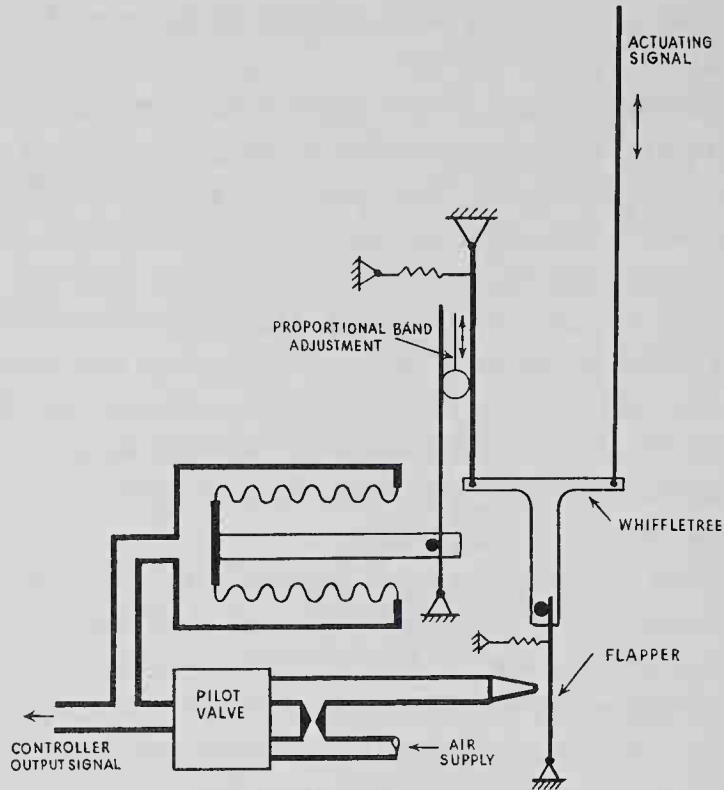 ACTUATING
SIGNAL
PROPORTIONAL BAND
ADJUSTMENT
WHIFFLETREE
FLAPPER
PILOT
VALVE
CONTROLLER
OUTPUT SIGNAL
AIR
SUPPLY